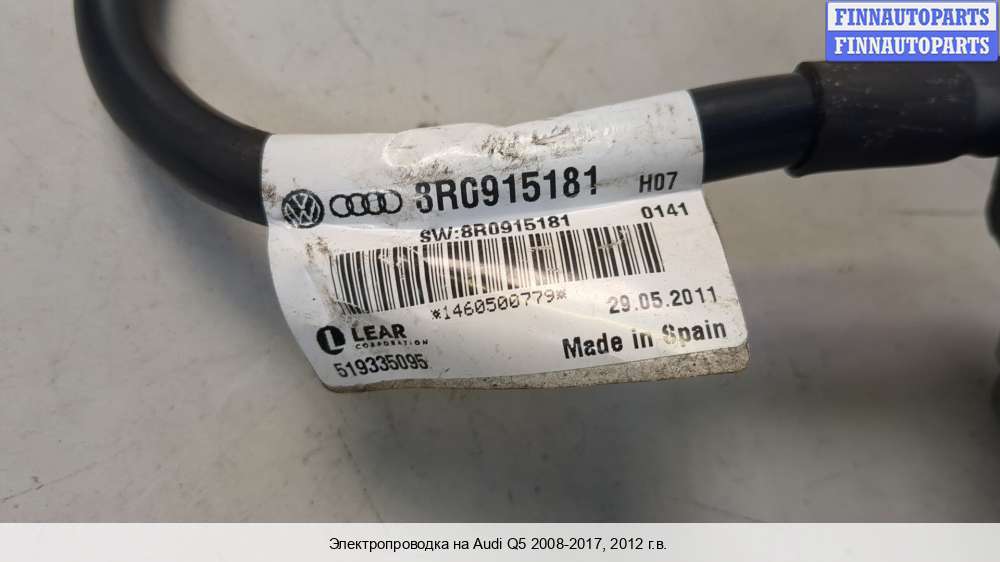 FINNAUTOPARTS
FINNAUTOPARTS
8R0915181 H07
SW:8R0915181 0141
*1460500779*
29.05.2011
LEAR
CORPORATION
Made in Spain
519335095
Электропроводка на Audi Q5 2008-2017, 2012 г.в.